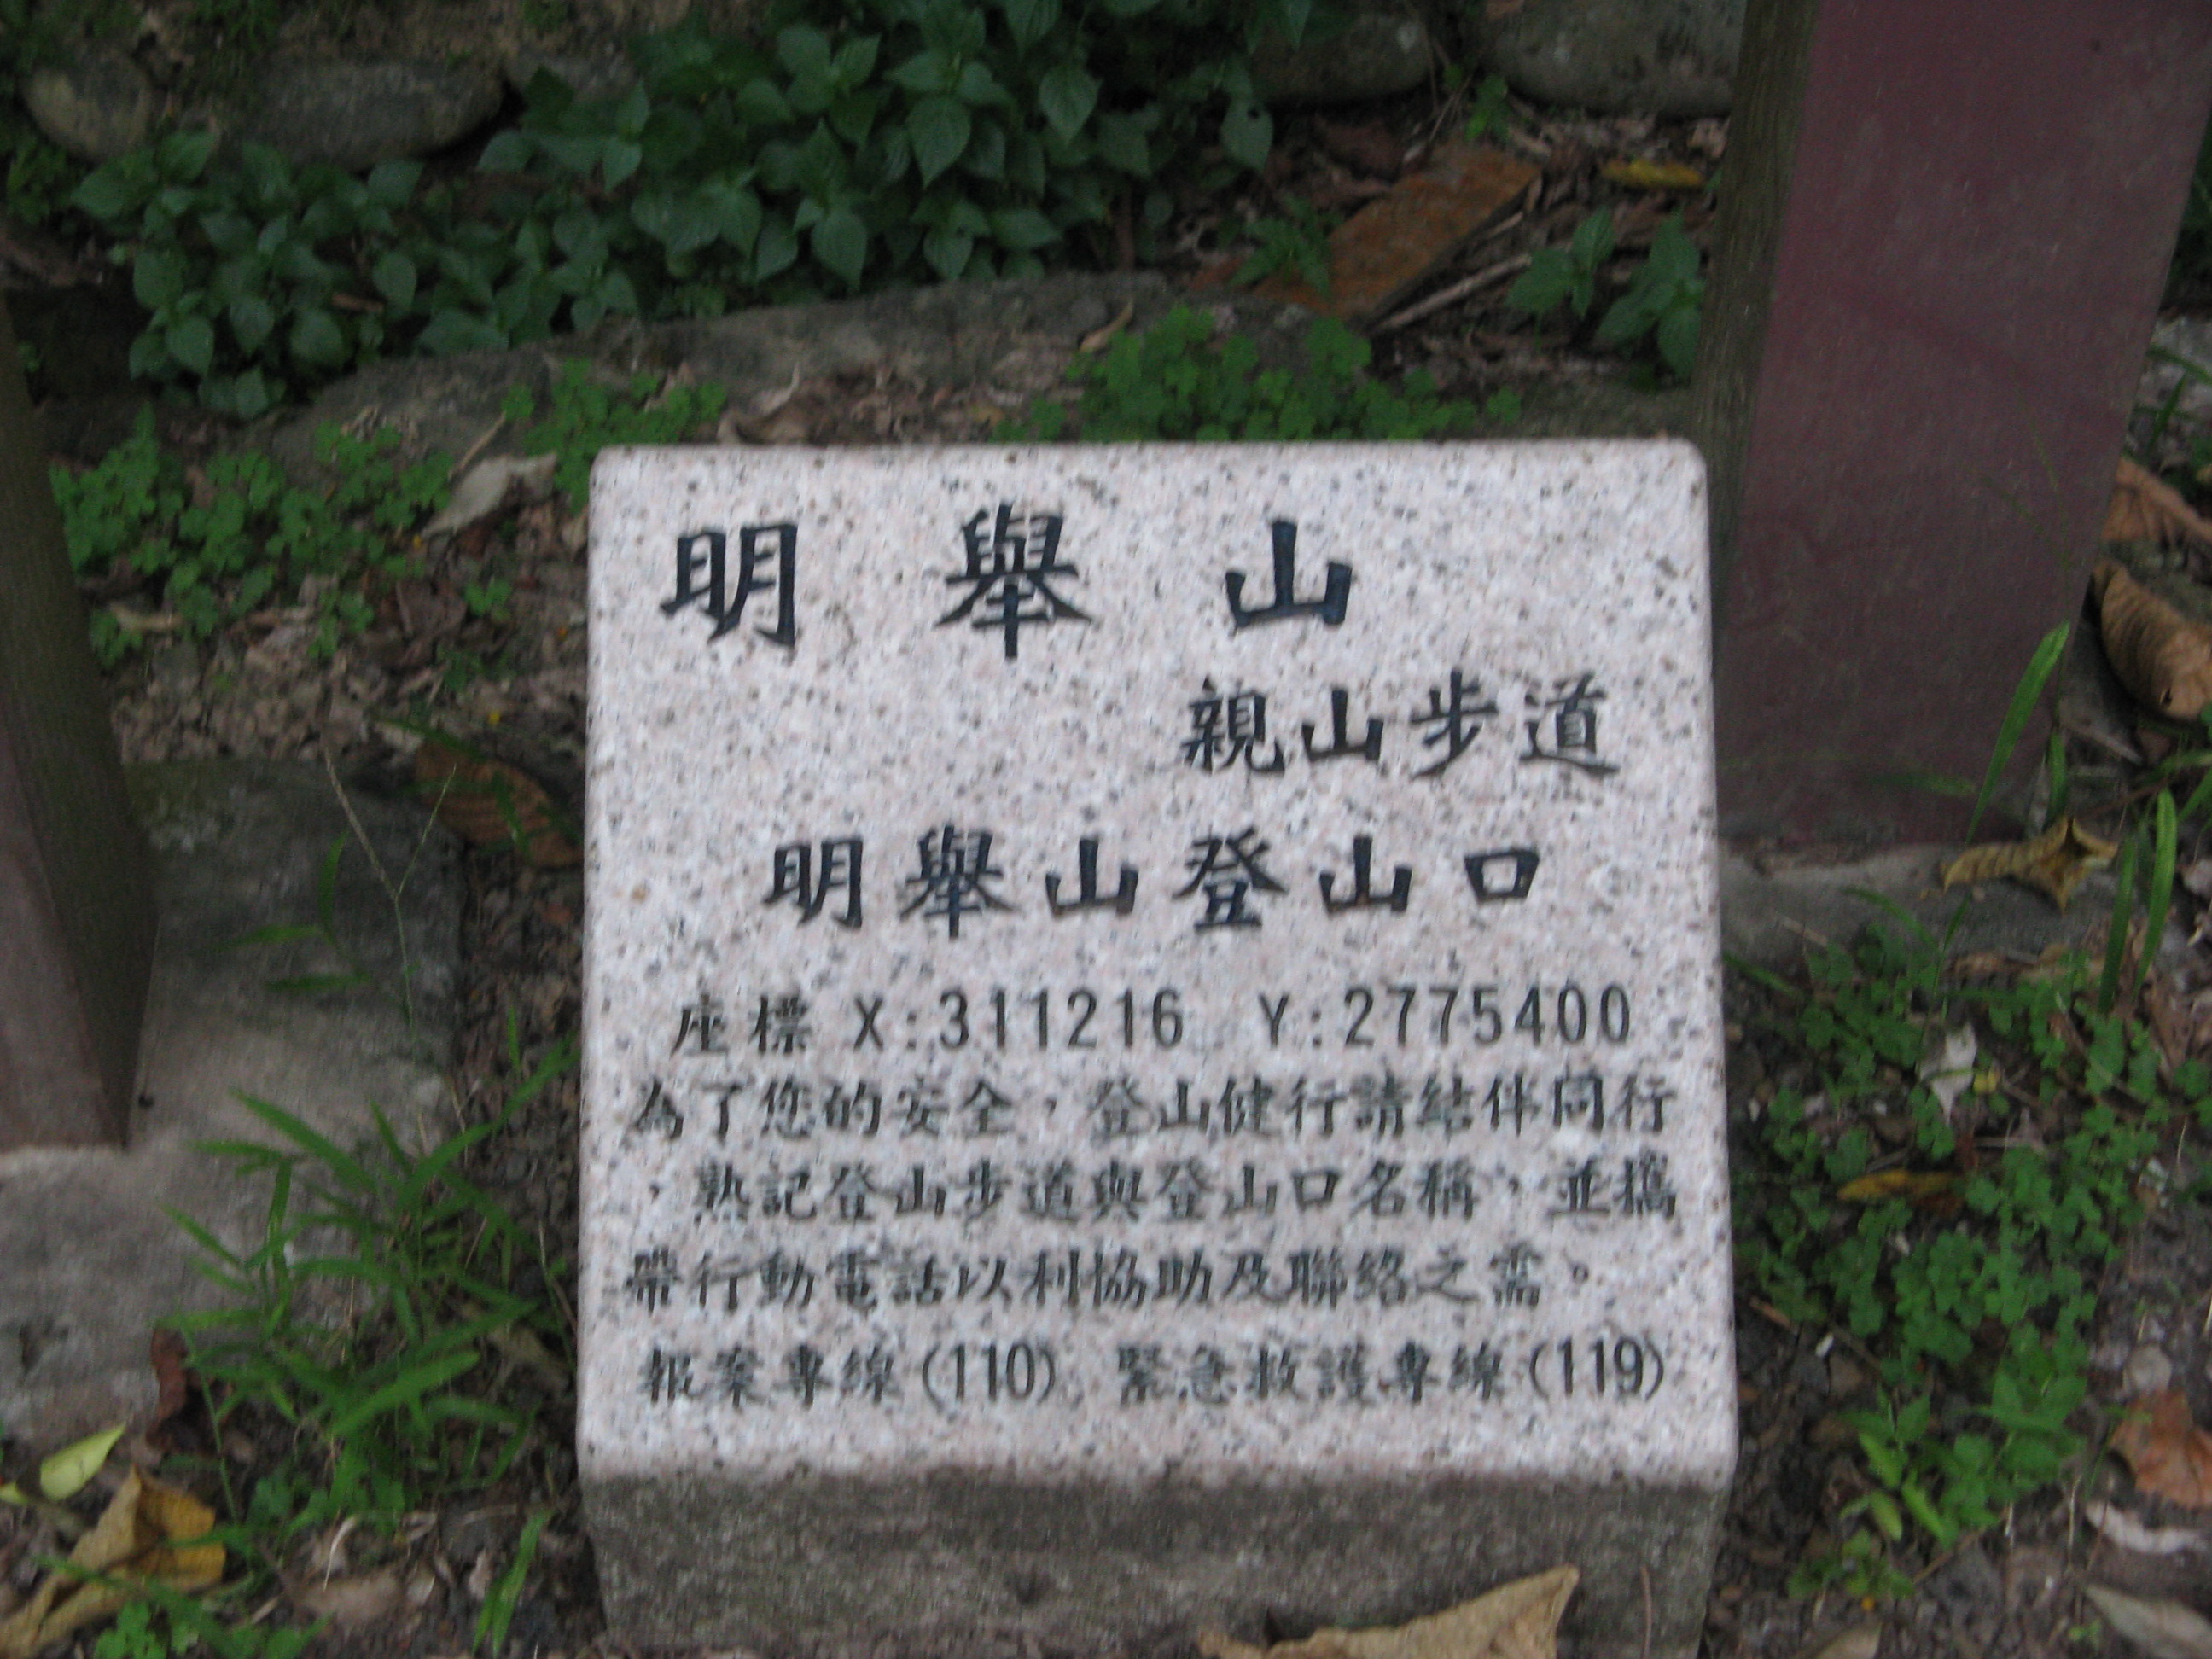 明舉山
親山步道
明舉山登山口
座標 X:311216 Y:2775400
為了您的安全，登山健行請結伴同行
，熟記登山步道與登山口名稱，並攜
帶行動電話以利協助及聯絡之需。
報案專線(110) 緊急救護專線(119)